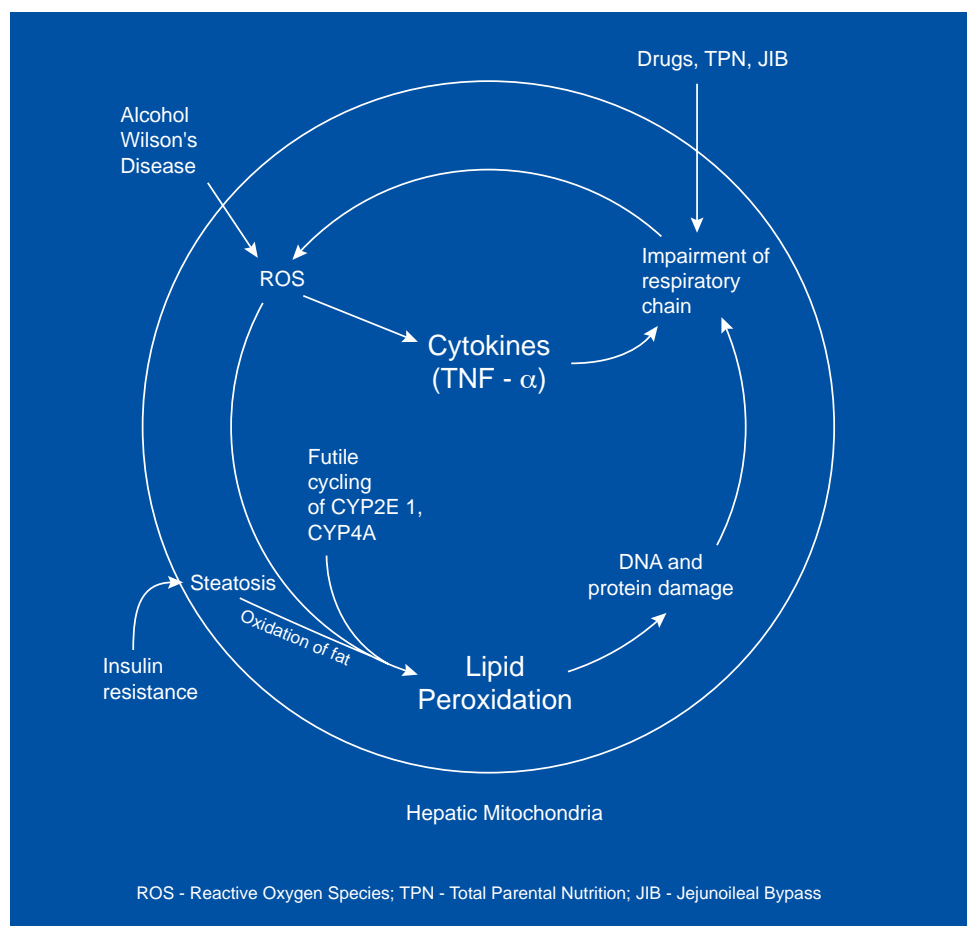 Drugs, TPN, JIB
Alcohol
Wilson's
Disease
ROS
Impairment of
respiratory
chain
Cytokines
(TNF - α)
Futile
cycling
of CYP2E 1,
CYP4A
DNA and
protein damage
Steatosis
Oxidation of fat
Insulin
resistance
Lipid
Peroxidation
Hepatic Mitochondria
ROS - Reactive Oxygen Species; TPN - Total Parental Nutrition; JIB - Jejunoileal Bypass